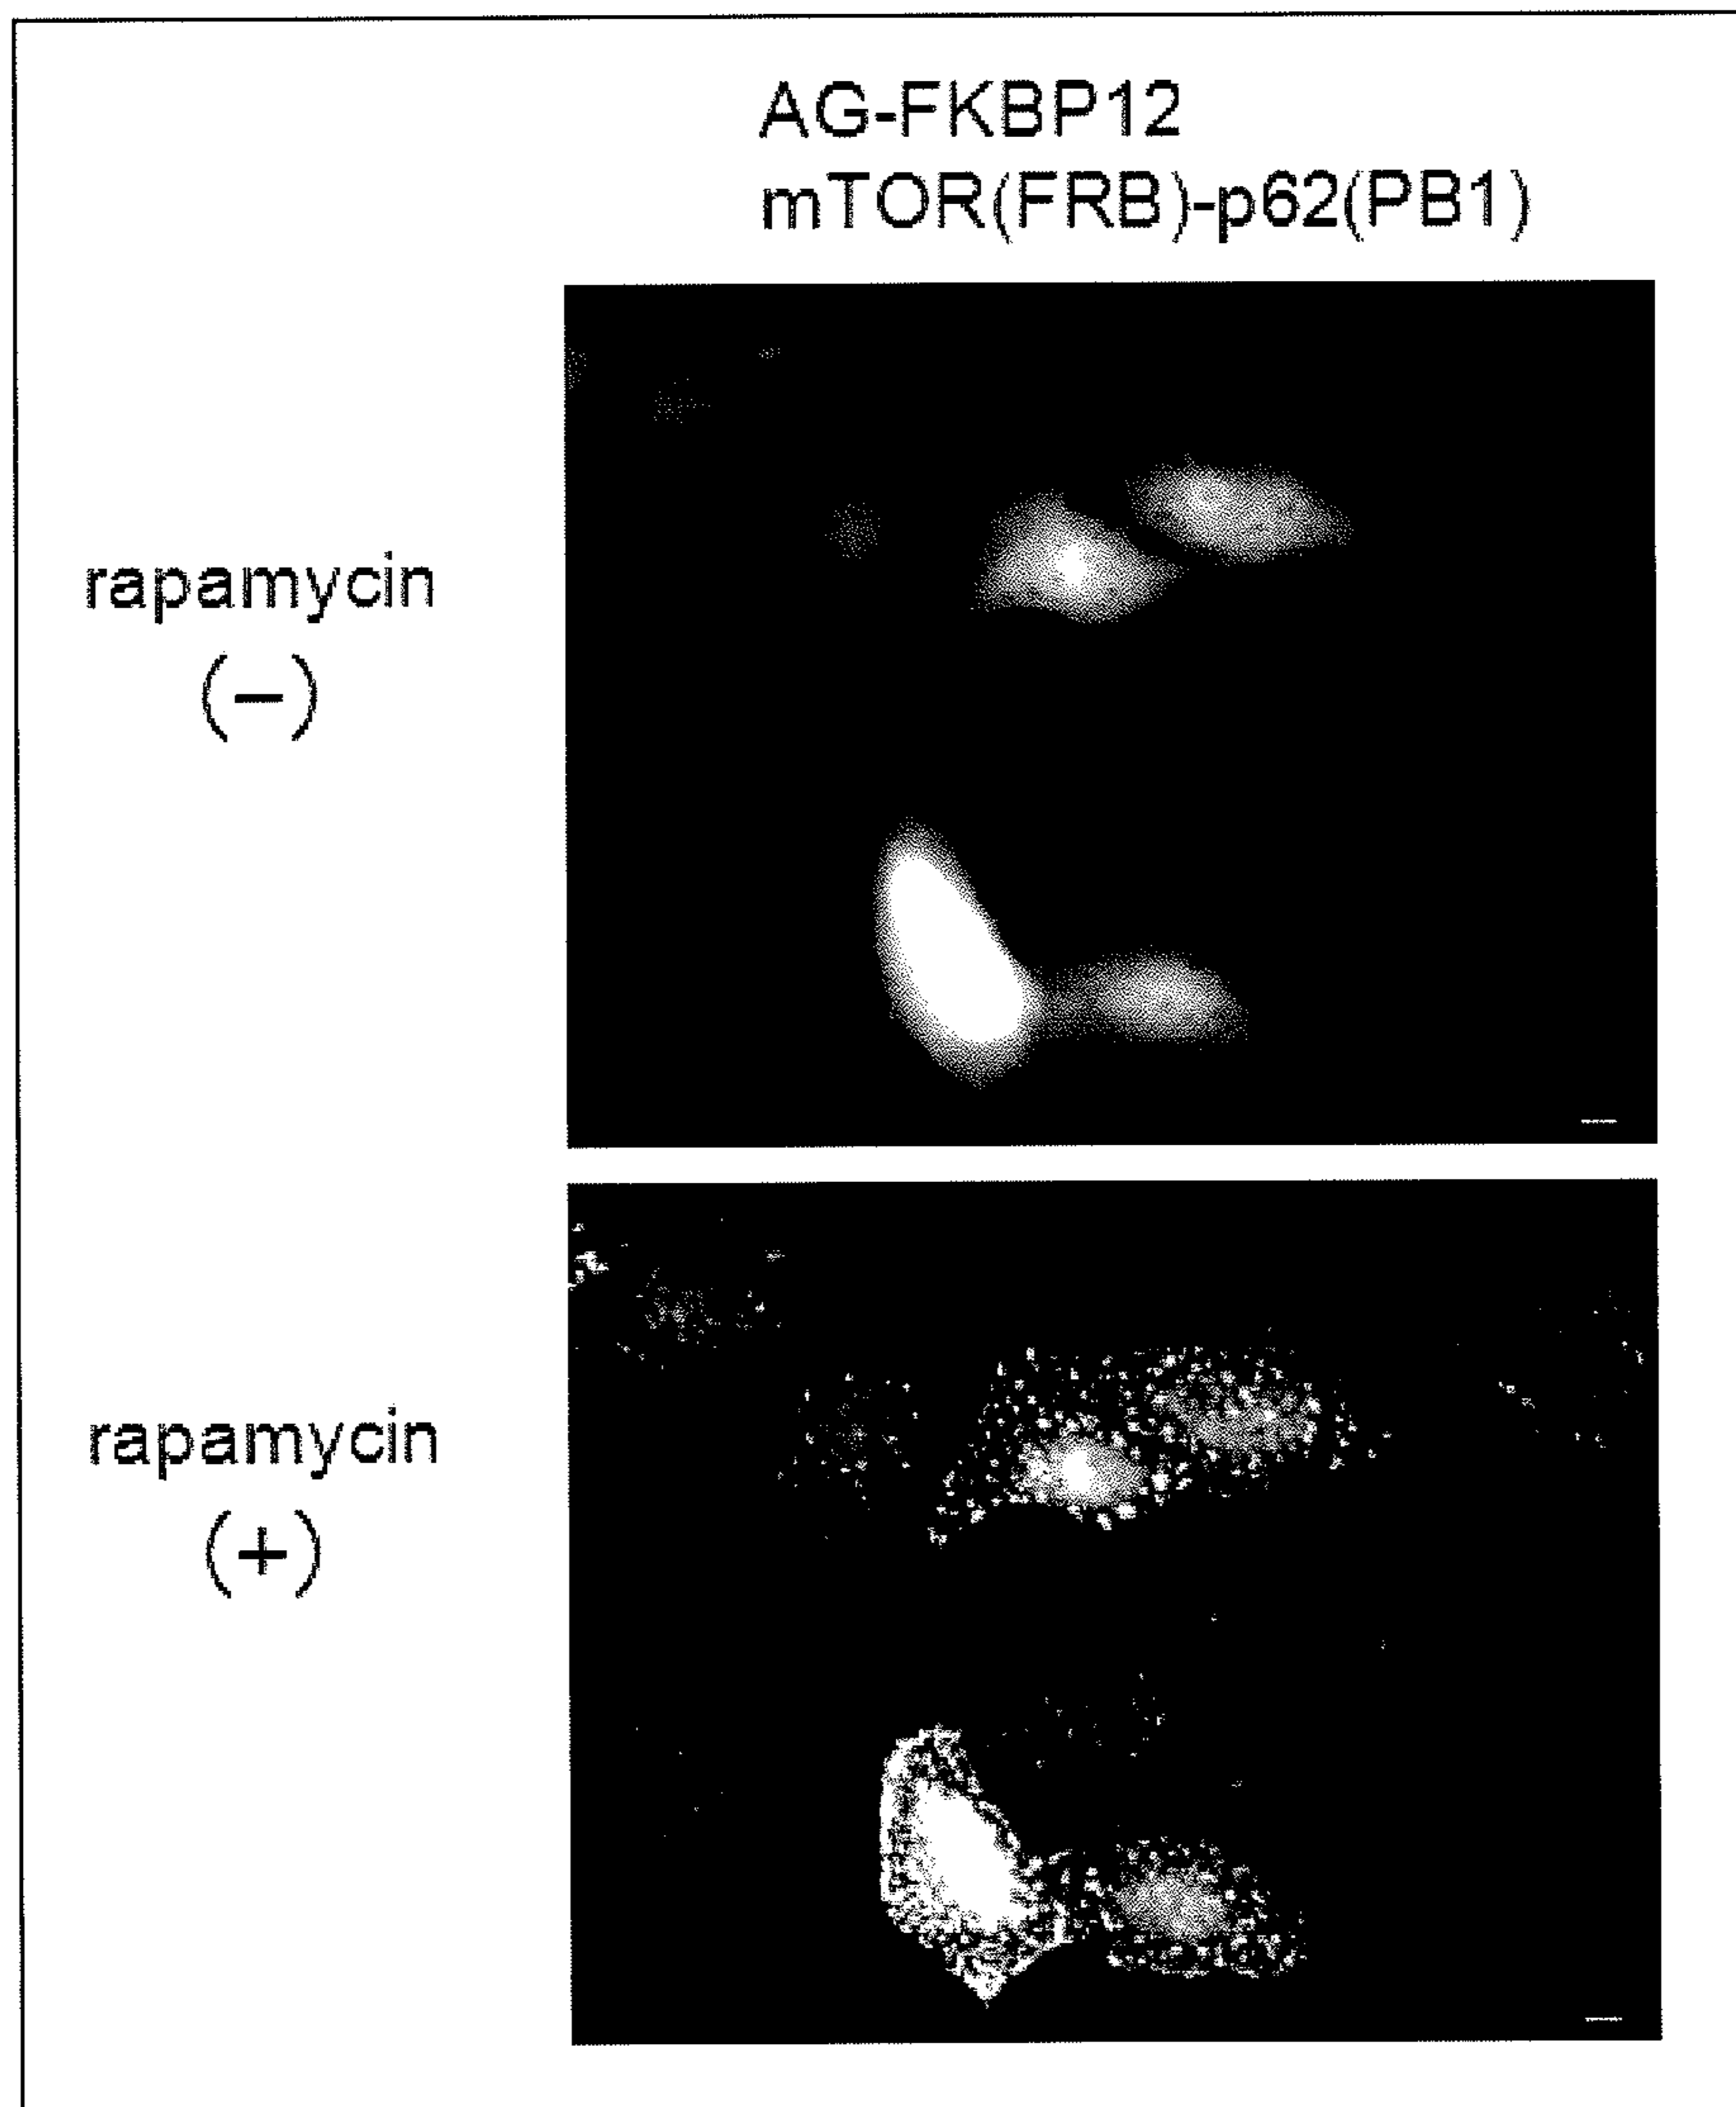 AG-FKBP12
mTOR(FRB)-p62(PB1)
rapamycin
(−)
rapamycin
(+)